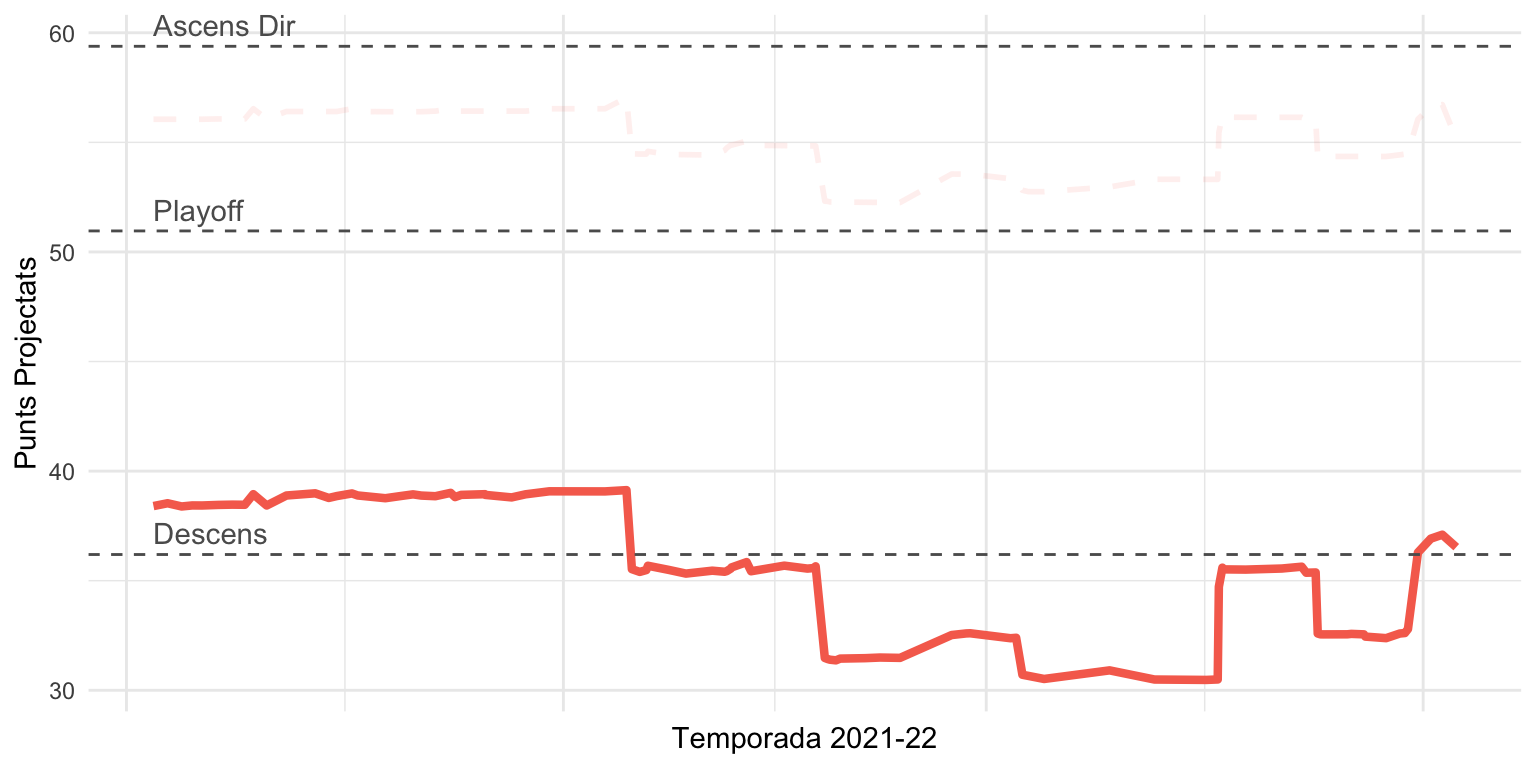 60
Ascens Dir
Playoff
50
Punts Projectats
40
Descens
30
Temporada 2021-22